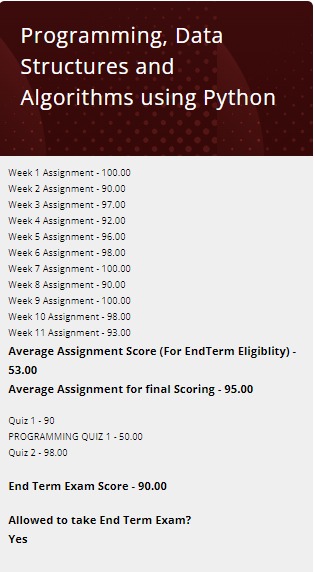 Programming, Data
Structures and
Algorithms using Python
Week 1 Assignment - 100.00
Week 2 Assignment - 90.00
Week 3 Assignment - 97.00
Week 4 Assignment - 92.00
Week 5 Assignment - 96.00
Week 6 Assignment - 98.00
Week 7 Assignment - 100.00
Week 8 Assignment - 90.00
Week 9 Assignment - 100.00
Week 10 Assignment - 98.00
Week 11 Assignment - 93.00
Average Assignment Score (For EndTerm Eligiblity) -
53.00
Average Assignment for final Scoring - 95.00
Quiz 1 - 90
PROGRAMMING QUIZ 1 - 50.00
Quiz 2 - 98.00
End Term Exam Score - 90.00
Allowed to take End Term Exam?
Yes